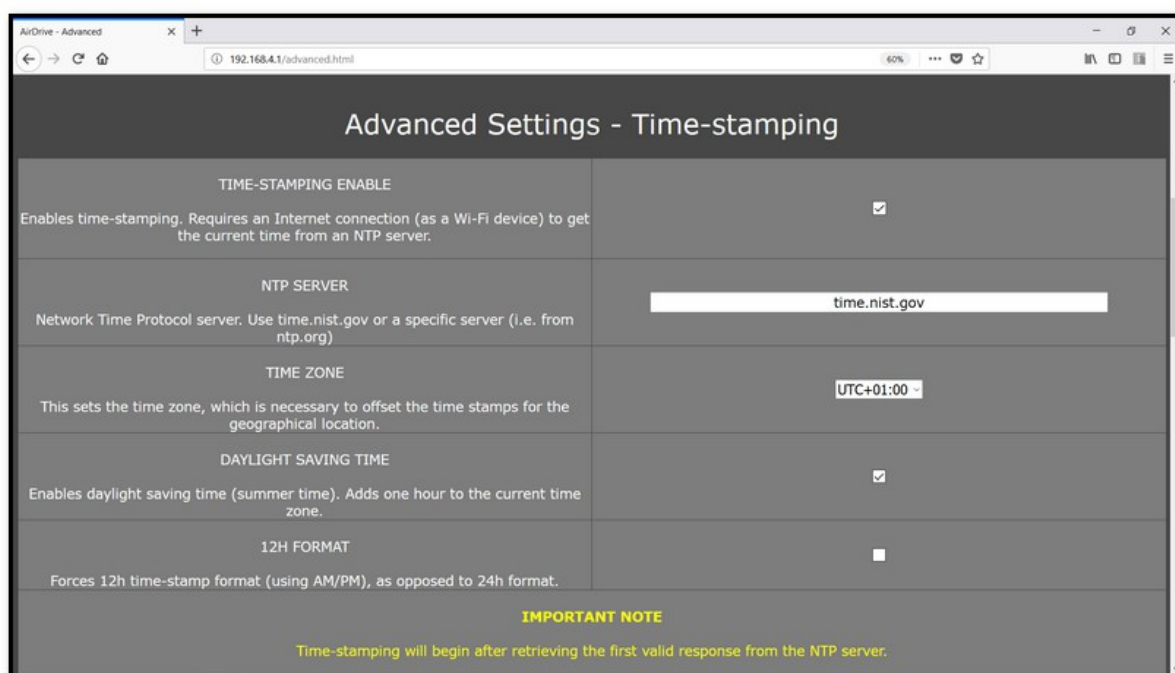 AirDrive - Advanced
192.168.4.1/advanced.html
60%
Advanced Settings - Time-stamping
TIME-STAMPING ENABLE
Enables time-stamping. Requires an Internet connection (as a Wi-Fi device) to get
the current time from an NTP server.
NTP SERVER
time.nist.gov
Network Time Protocol server. Use time.nist.gov or a specific server (i.e. from
ntp.org)
TIME ZONE
UTC+01:00
This sets the time zone, which is necessary to offset the time stamps for the
geographical location.
DAYLIGHT SAVING TIME
Enables daylight saving time (summer time). Adds one hour to the current time
zone.
12H FORMAT
Forces 12h time-stamp format (using AM/PM), as opposed to 24h format.
IMPORTANT NOTE
Time-stamping will begin after retrieving the first valid response from the NTP server.